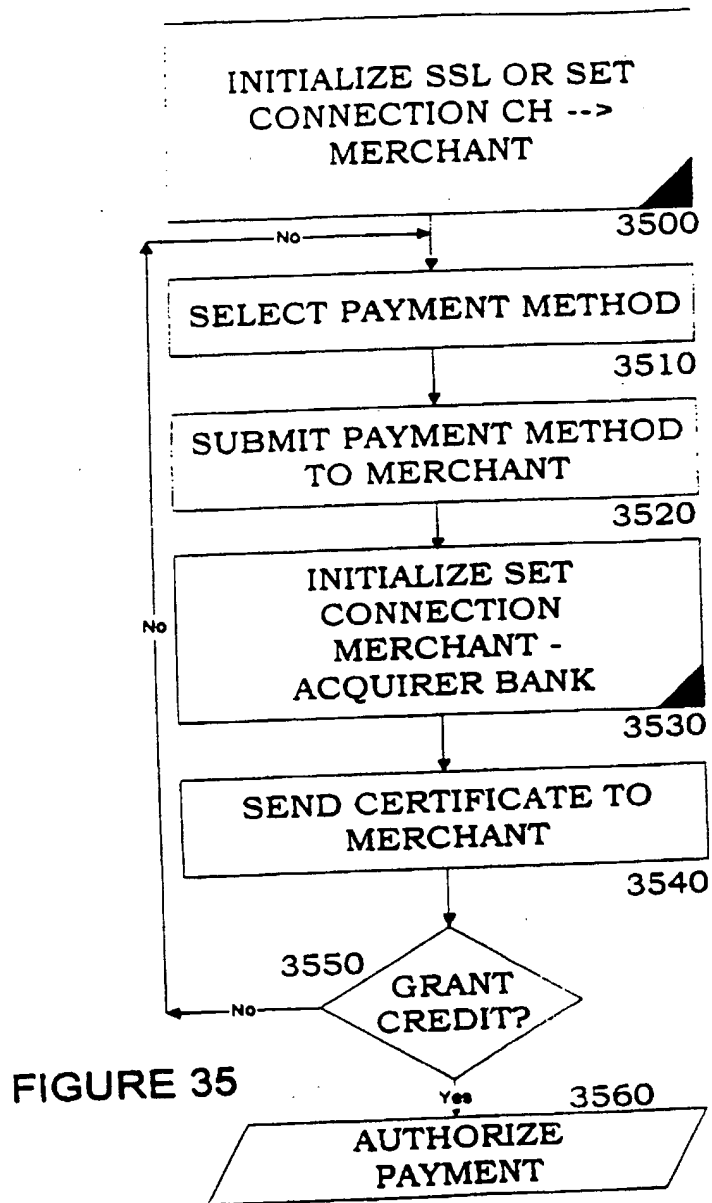 INITIALIZE SSL OR SET
CONNECTION CH -->
MERCHANT
3500
No
SELECT PAYMENT METHOD
3510
SUBMIT PAYMENT METHOD
TO MERCHANT
3520
INITIALIZE SET
CONNECTION
MERCHANT -
ACQUIRER BANK
3530
No
SEND CERTIFICATE TO
MERCHANT
3540
3550
GRANT
CREDIT?
No
Yes
FIGURE 35
3560
AUTHORIZE
PAYMENT